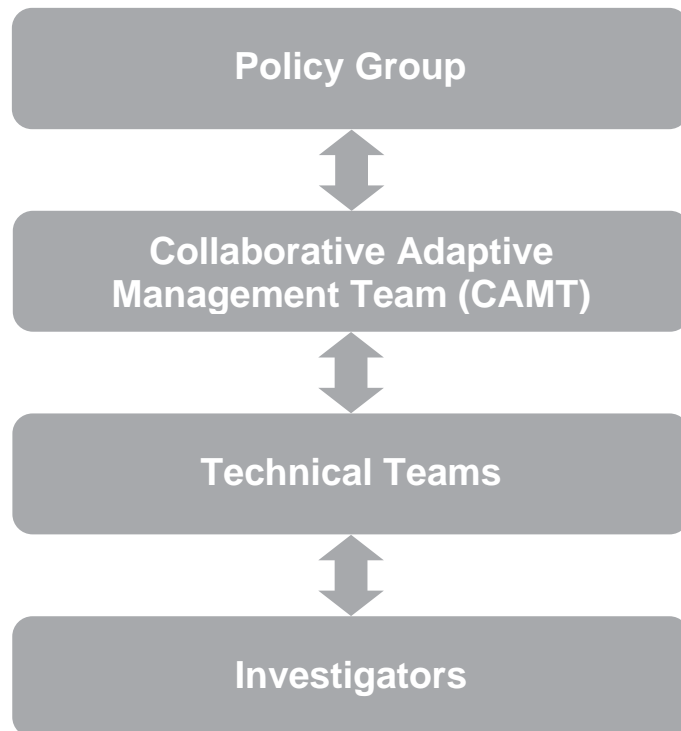 Policy Group
Collaborative Adaptive
Management Team (CAMT)
Technical Teams
Investigators